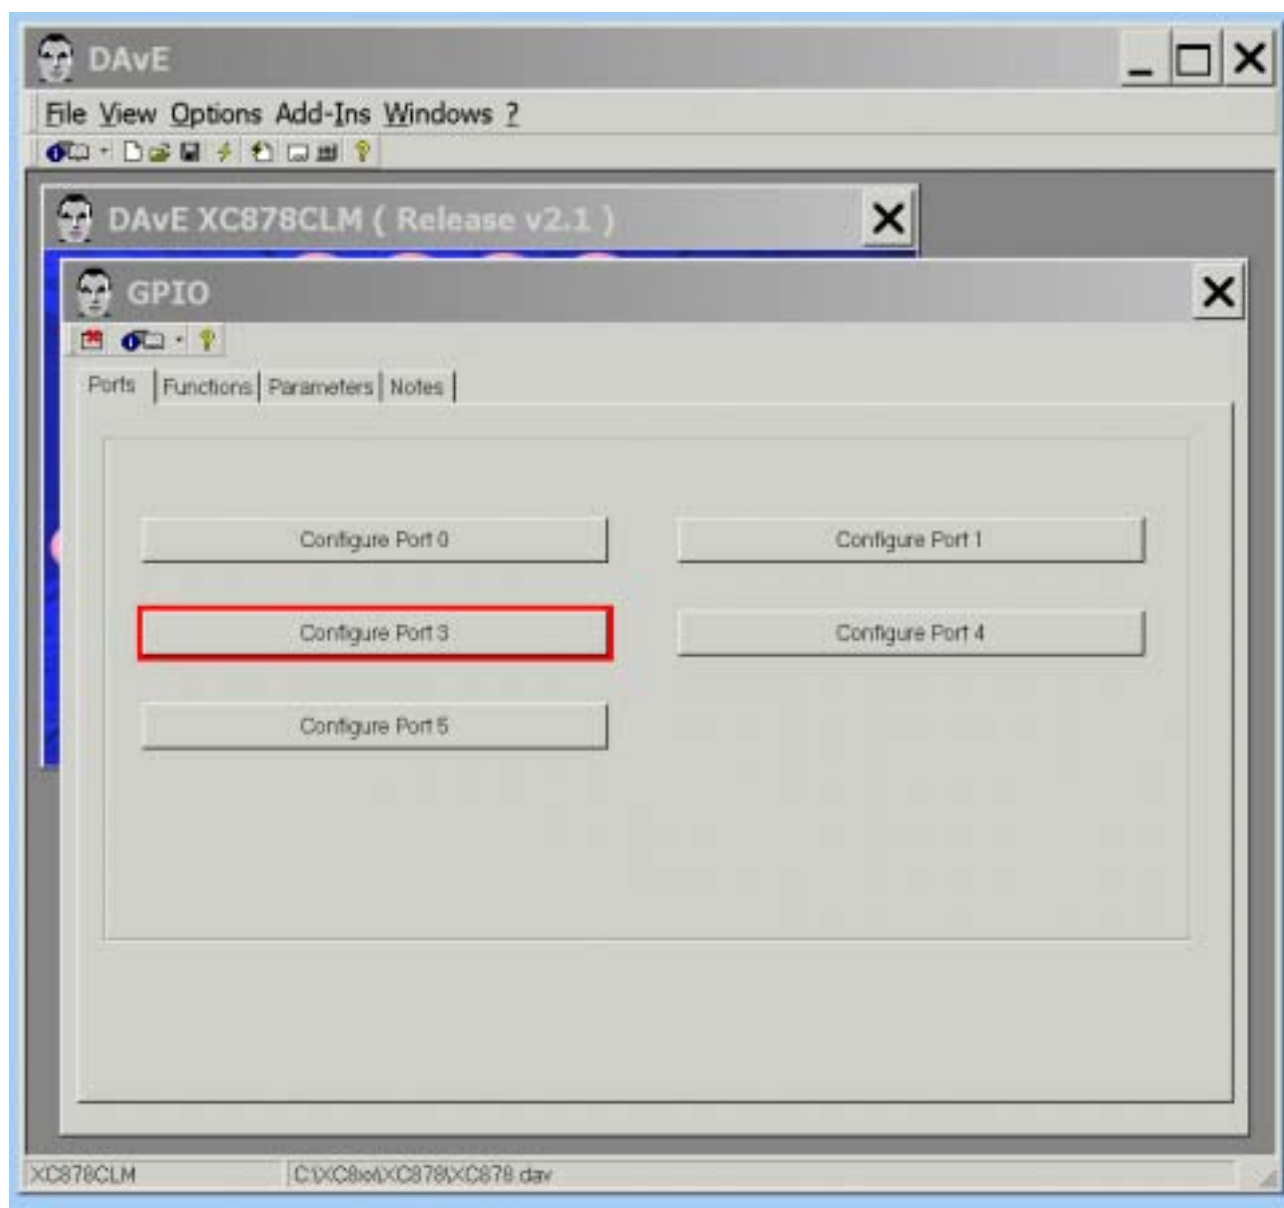 DAvE
File View Options Add-Ins Windows ?
DAvE XC878CLM ( Release v2.1 )
GPIO
Ports Functions Parameters Notes
Configure Port 0 Configure Port 1
Configure Port 3 Configure Port 4
Configure Port 5
XC878CLM